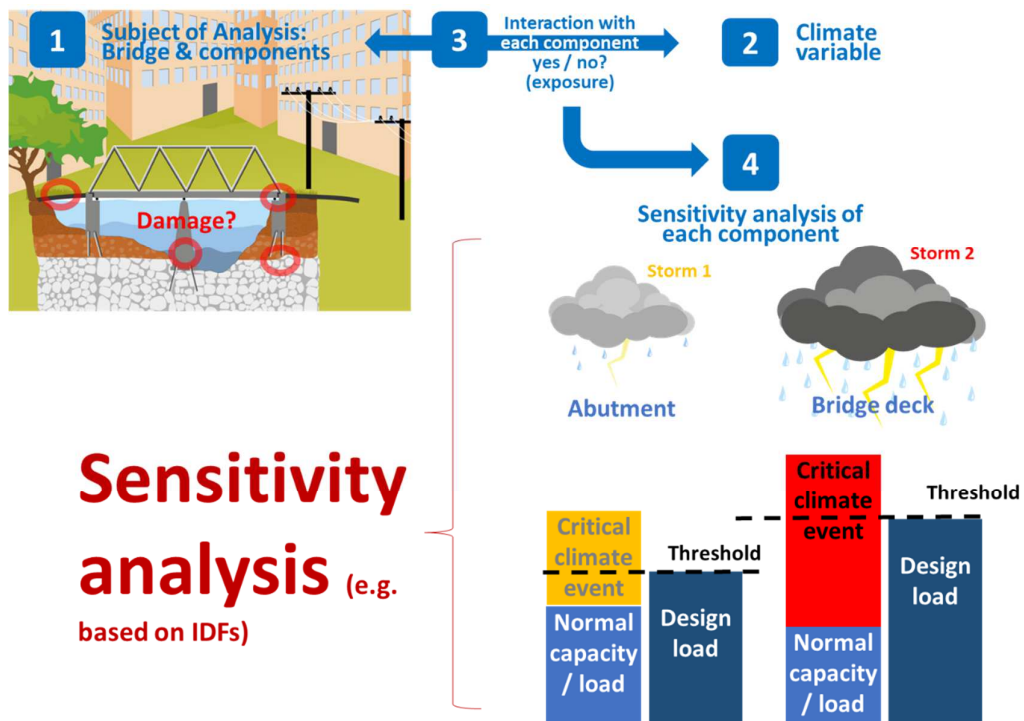 1
Subject of Analysis:
Bridge & components
3
Interaction with
each component
yes / no?
(exposure)
2
Climate
variable
4
Damage?
Sensitivity analysis of
each component
Storm 1
Storm 2
Abutment
Bridge deck
Sensitivity
analysis (e.g.
based on IDFs)
Critical
climate
event
Threshold
Normal
capacity
/ load
Design
load
Critical
climate
event
Threshold
Normal
capacity
/ load
Design
load